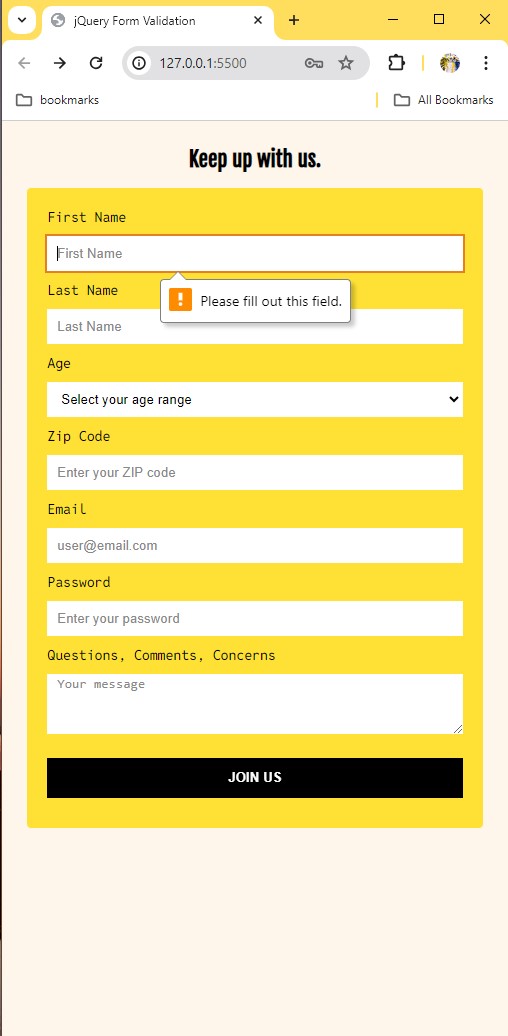 jQuery Form Validation
127.0.0.1:5500
bookmarks
All Bookmarks
Keep up with us.
First Name
First Name
Please fill out this field.
Last Name
Last Name
Age
Select your age range
Zip Code
Enter your ZIP code
Email
user@email.com
Password
Enter your password
Questions, Comments, Concerns
Your message
JOIN US